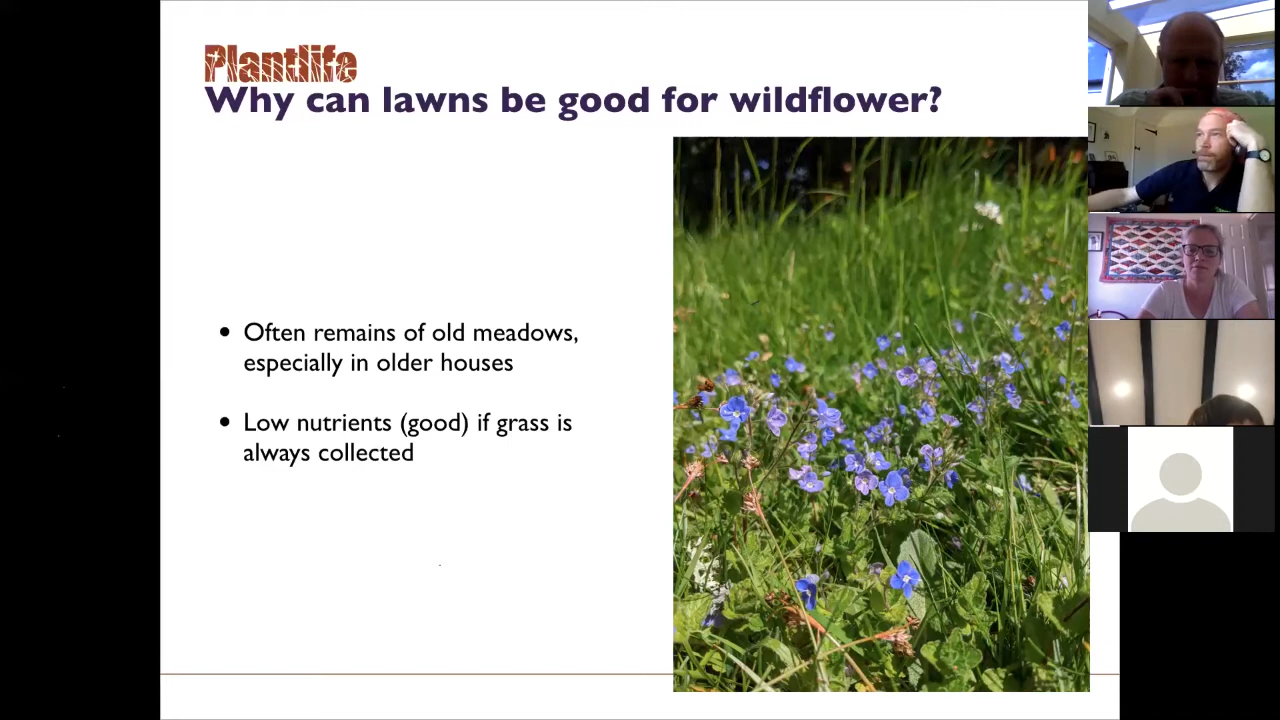 Plantlife
Why can lawns be good for wildflower?
• Often remains of old meadows,
especially in older houses
• Low nutrients (good) if grass is
always collected